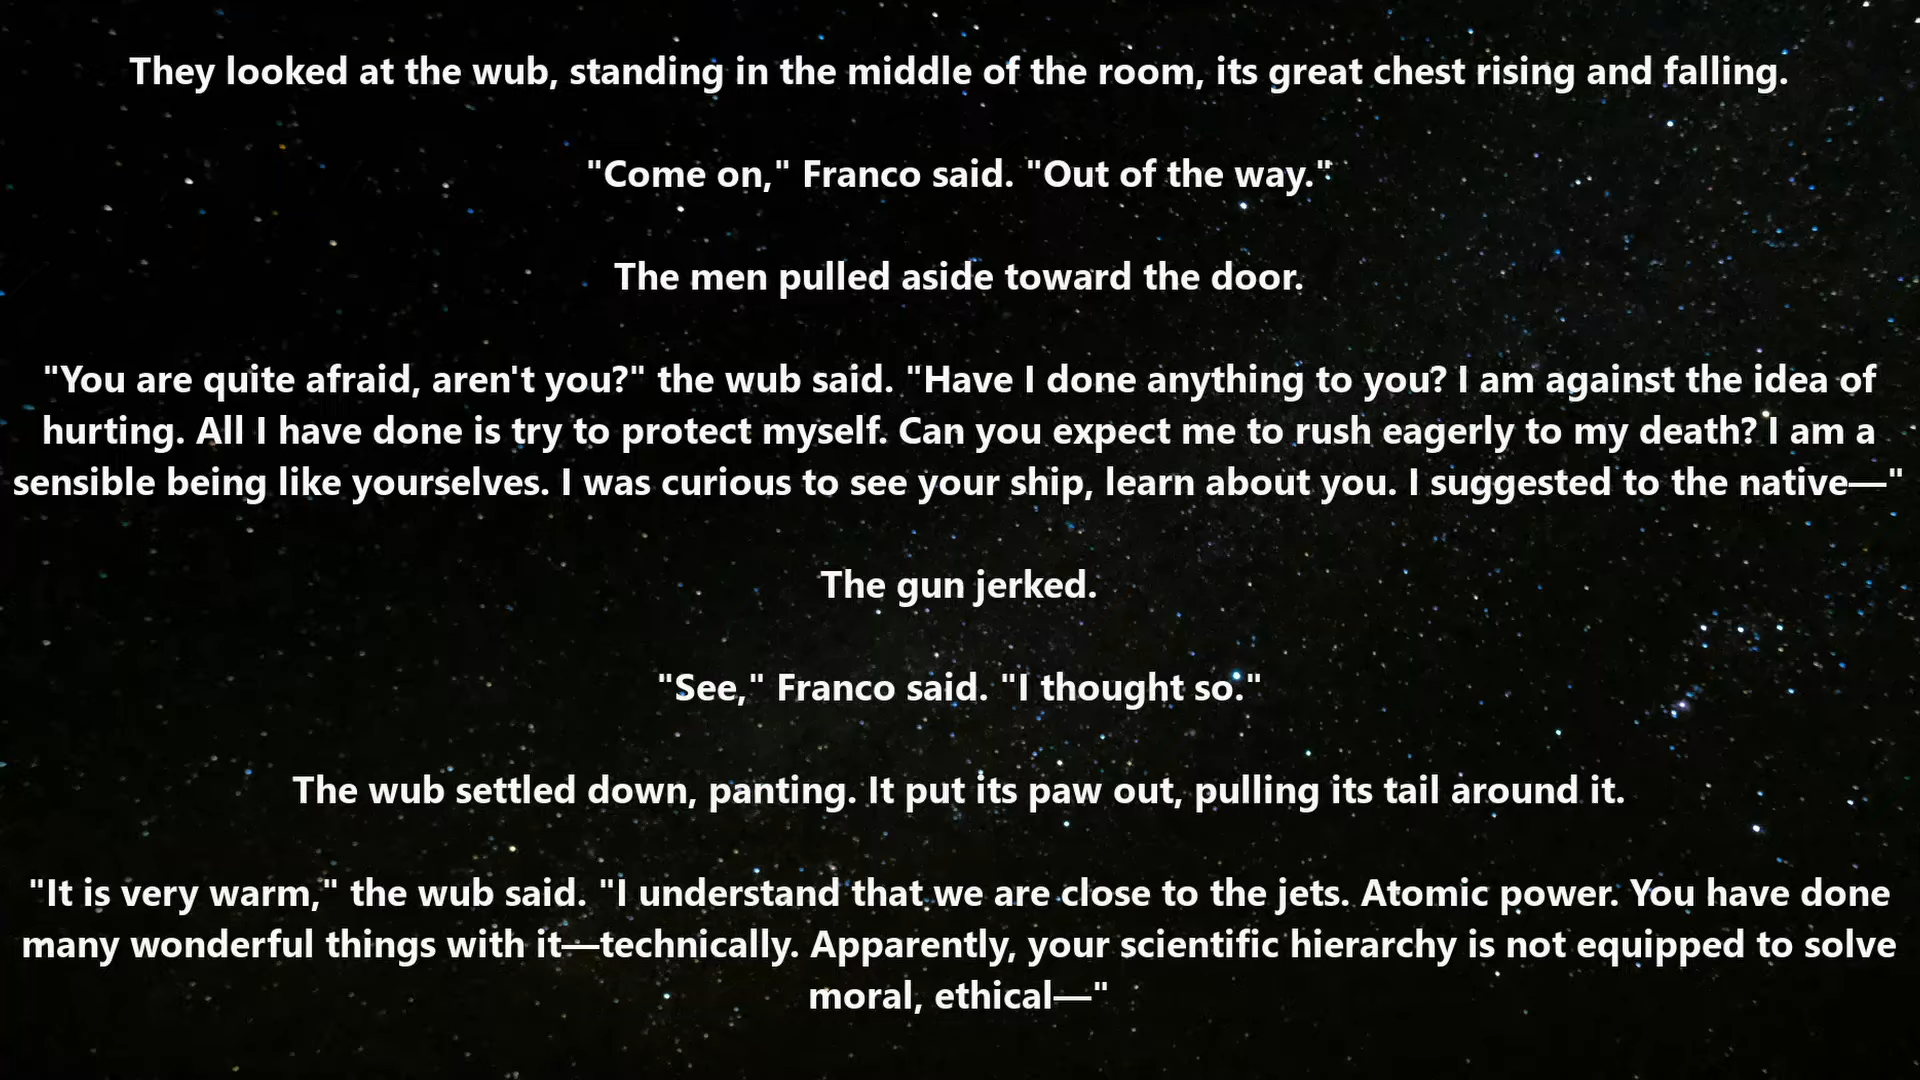 They looked at the wub, standing in the middle of the room, its great chest rising and falling.
"Come on," Franco said. "Out of the way."
The men pulled aside toward the door.
"You are quite afraid, aren't you?" the wub said. "Have I done anything to you? I am against the idea of
hurting. All I have done is try to protect myself. Can you expect me to rush eagerly to my death? I am a
sensible being like yourselves. I was curious to see your ship, learn about you. I suggested to the native—"
The gun jerked.
"See," Franco said. "I thought so."
The wub settled down, panting. It put its paw out, pulling its tail around it.
"It is very warm," the wub said. "I understand that we are close to the jets. Atomic power. You have done
many wonderful things with it—technically. Apparently, your scientific hierarchy is not equipped to solve
moral, ethical—"